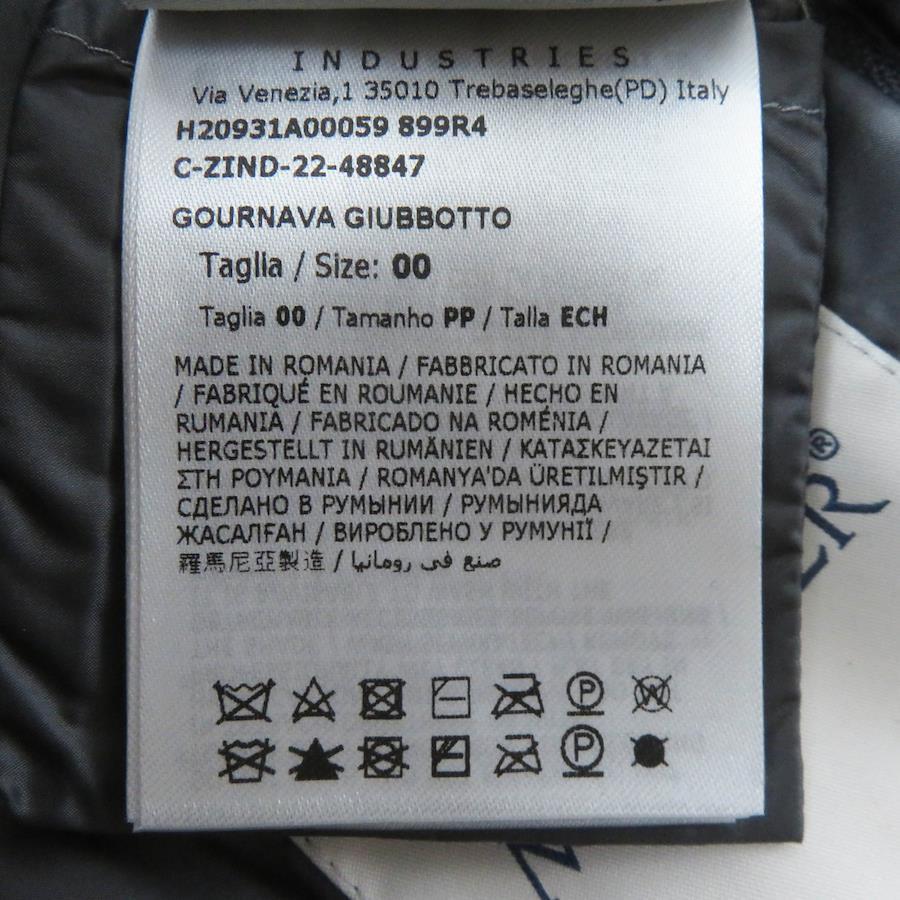 INDUSTRIES
Via Venezia,1 35010 Trebaseleghe(PD) Italy
H20931A00059 899R4
C-ZIND-22-48847
GOURNAVA GIUBBOTTO
Taglia / Size: 00
Taglia 00 / Tamanho PP / Talla ECH
MADE IN ROMANIA / FABBRICATO IN ROMANIA
/ FABRIQUÉ EN ROUMANIE / HECHO EN
RUMANIA / FABRICADO NA ROMÉNIA /
HERGESTELLT IN RUMÄNIEN / ΚΑΤΑΣΚΕΥΑΖΕΤΑΙ
ΣΤΗ ΡΟΥΜΑΝΙΑ / ROMANYA'DA ÜRETILMIŞTIR /
СДЕЛАНО В РУМЫНИИ / РУМЫНИЯДА
ЖАСАЛҒАН / ВИРОБЛЕНО У РУМУНІЇ /
羅馬尼亞製造 / صنع في رومانيا
P W
P
ER®